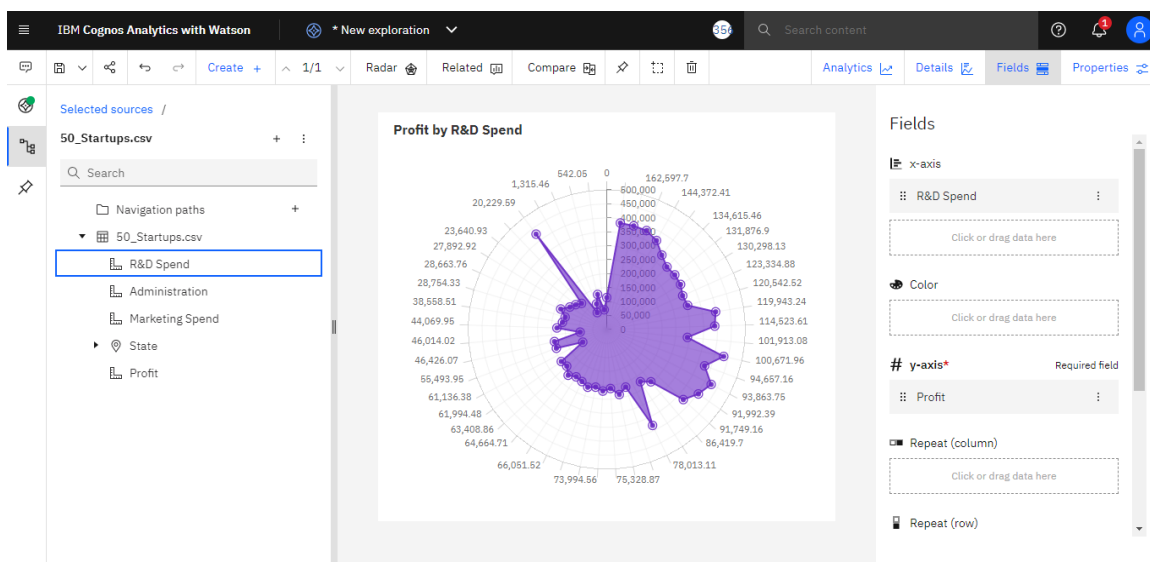 IBM Cognos Analytics with Watson
* New exploration
Search content
1
Create +
1/1
Radar
Related
Compare
Analytics
Details
Fields
Properties
Selected sources /
50_Startups.csv
Search
Navigation paths
50_Startups.csv
R&D Spend
Administration
Marketing Spend
State
Profit
Profit by R&D Spend
0
162,597.7
144,372.41
134,615.46
131,876.9
130,298.13
123,334.88
120,542.52
119,943.24
114,523.61
101,913.08
100,671.96
94,657.16
93,863.75
91,992.39
91,749.16
86,419.7
78,013.11
75,328.87
73,994.56
66,051.52
64,664.71
63,408.86
61,994.48
61,136.38
55,493.95
46,426.07
46,014.02
44,069.95
38,558.51
28,754.33
28,663.76
27,892.92
23,640.93
20,229.59
1,315.46
542.05
500,000
450,000
400,000
350,000
300,000
250,000
200,000
150,000
100,000
50,000
0
Fields
x-axis
R&D Spend
Click or drag data here
Color
Click or drag data here
# y-axis*
Required field
Profit
Repeat (column)
Click or drag data here
Repeat (row)